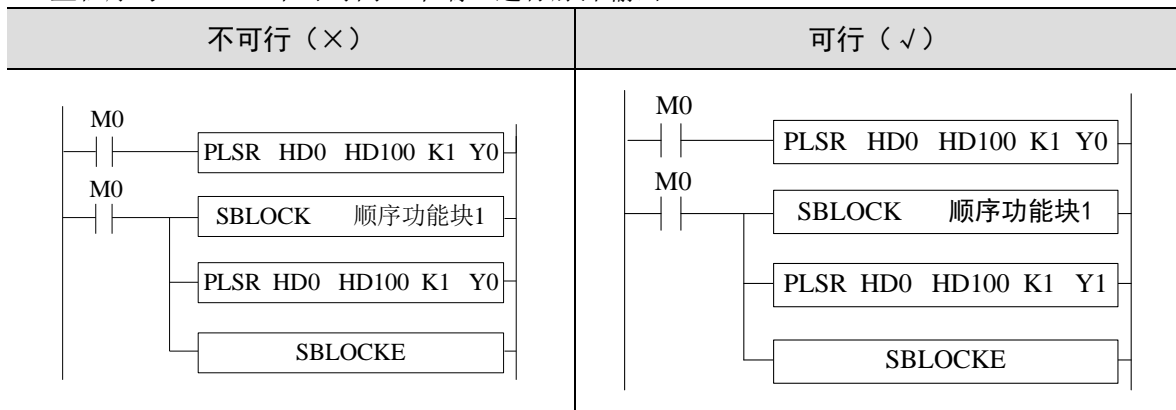 不可行（×）
可行（√）
M0
PLSR HD0 HD100 K1 Y0
M0
SBLOCK 顺序功能块1
PLSR HD0 HD100 K1 Y0
SBLOCKE
M0
PLSR HD0 HD100 K1 Y0
M0
SBLOCK 顺序功能块1
PLSR HD0 HD100 K1 Y1
SBLOCKE